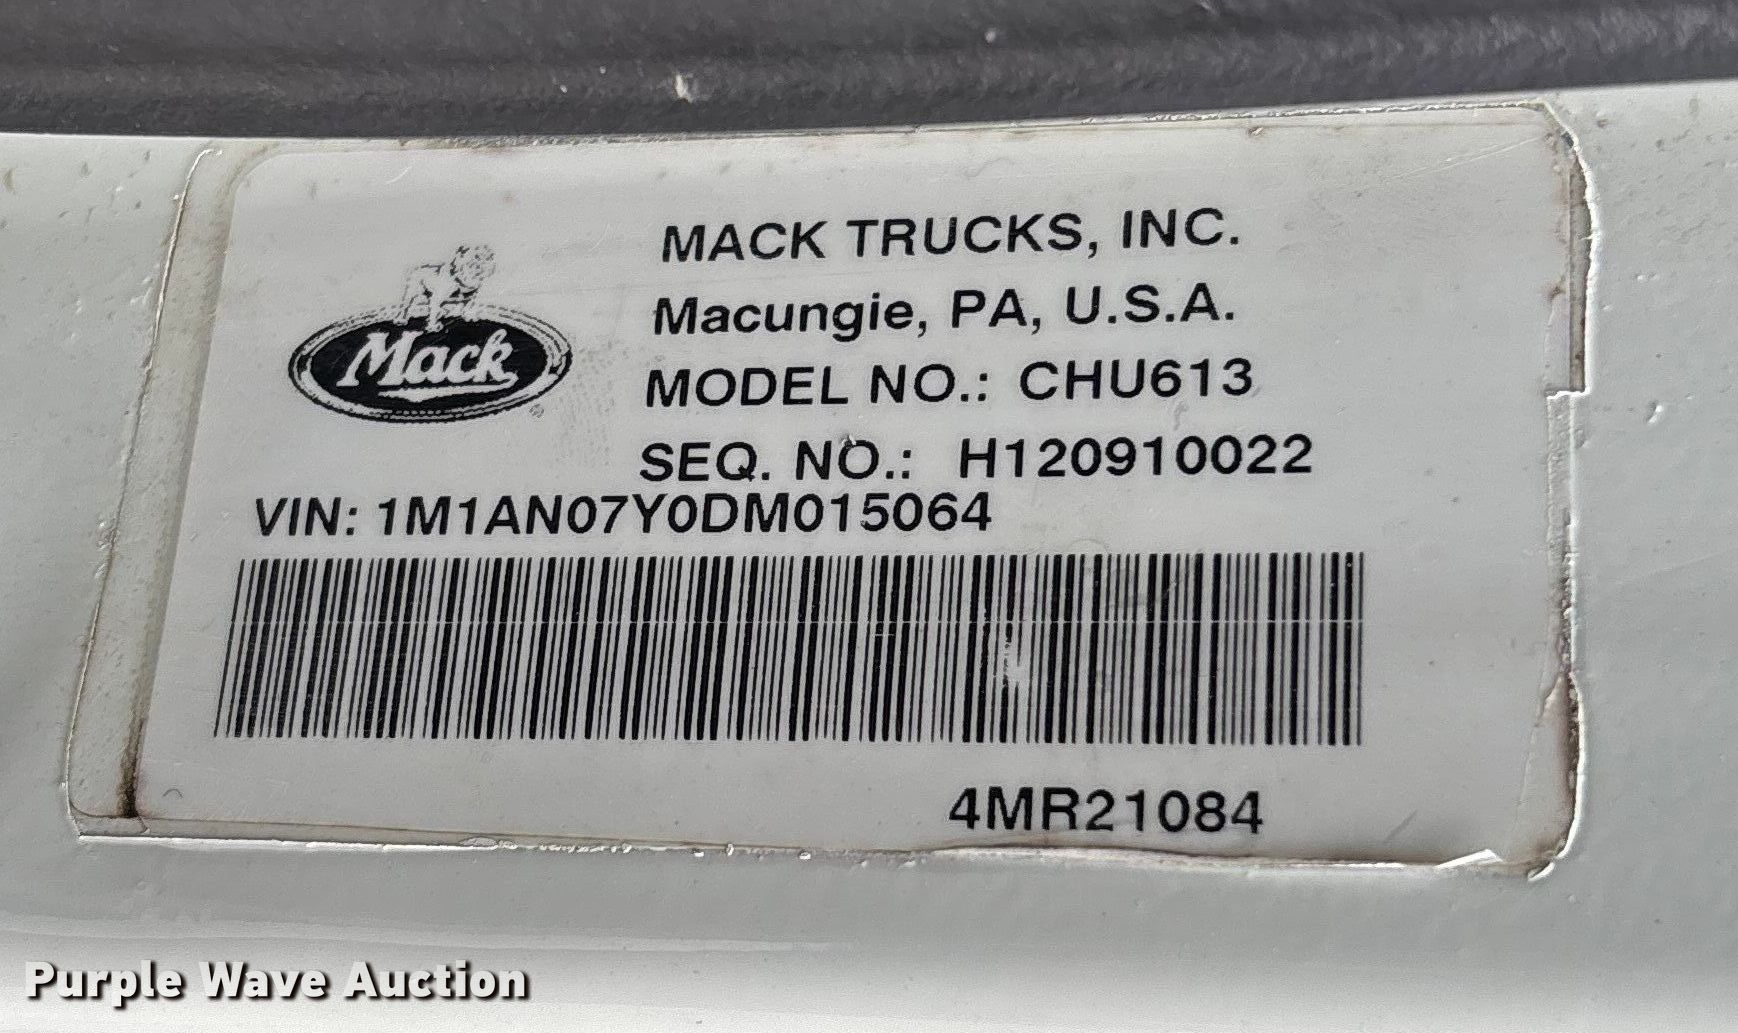 MACK TRUCKS, INC.
Macungie, PA, U.S.A.
Mack
MODEL NO.: CHU613
SEQ. NO.: H120910022
VIN: 1M1AN07Y0DM015064
4MR21084
Purple Wave Auction